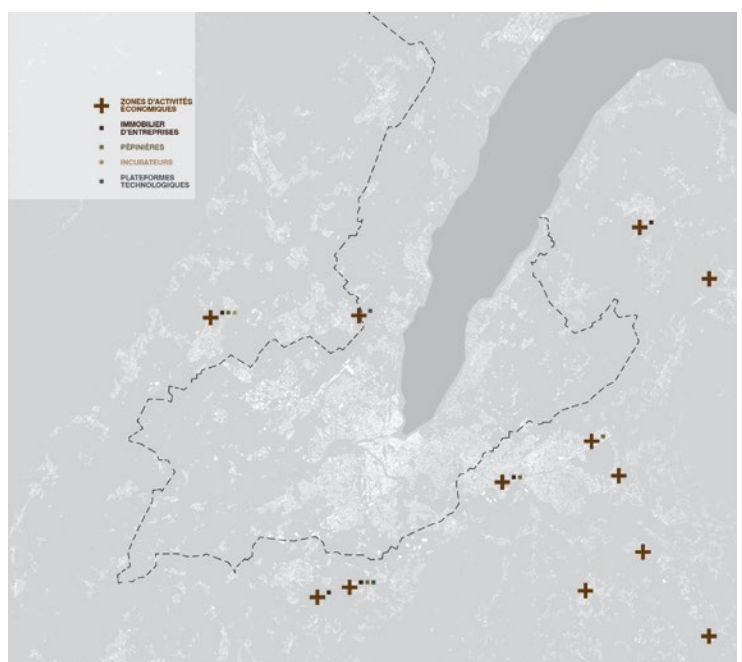 ZONES D'ACTIVITÉS
ÉCONOMIQUES
IMMOBILIER
D'ENTREPRISES
PÉPINIÈRES
INCUBATEURS
PLATEFORMES
TECHNOLOGIQUES